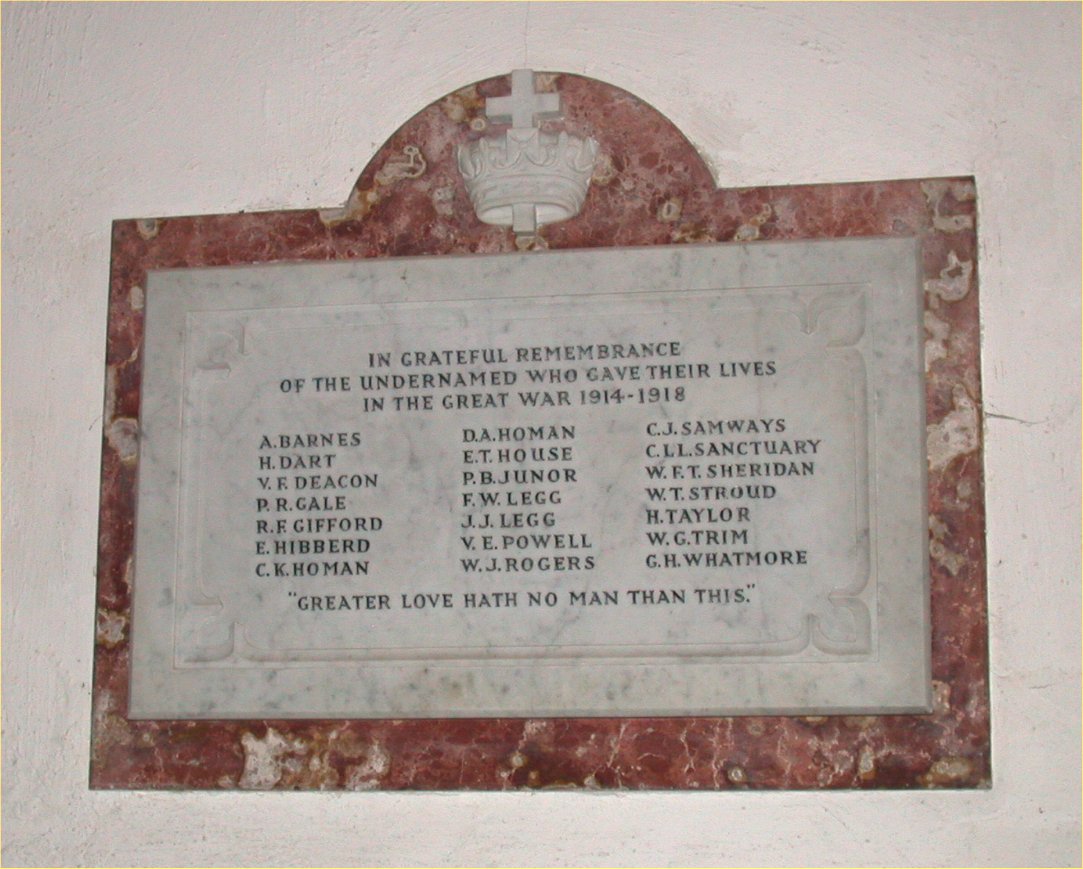 IN GRATEFUL REMEMBRANCE
OF THE UNDERNAMED WHO GAVE THEIR LIVES
IN THE GREAT WAR 1914-1918
A. BARNES
H. DART
V. F. DEACON
P. R. GALE
R. F. GIFFORD
E. HIBBERD
C. K. HOMAN
D. A. HOMAN
E. T. HOUSE
P. B. JUNOR
F. W. LEGG
J. J. LEGG
V. E. POWELL
W. J. ROGERS
C. J. SAMWAYS
C. L. L. SANCTUARY
W. F. T. SHERIDAN
W. T. STROUD
H. TAYLOR
W. G. TRIM
G. H. WHATMORE
"GREATER LOVE HATH NO MAN THAN THIS."